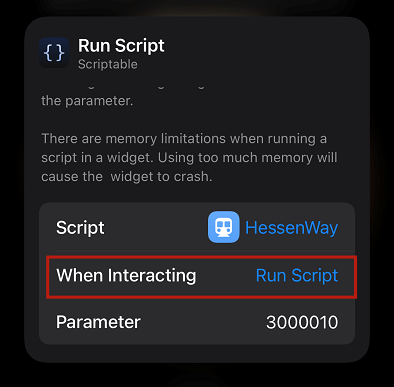 { }
Run Script
Scriptable
the parameter.
There are memory limitations when running a
script in a widget. Using too much memory will
cause the widget to crash.
Script HessenWay
When Interacting Run Script
Parameter 3000010